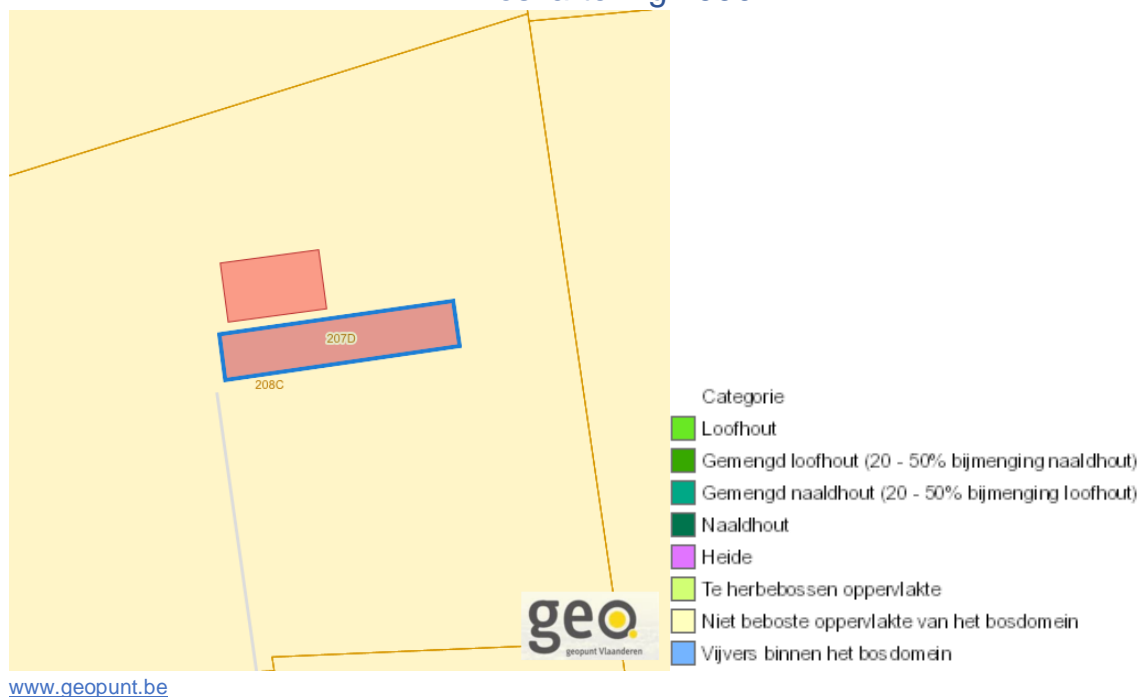 207D
208C
Categorie
Loofhout
Gemengd loofhout (20 - 50% bijmenging naaldhout)
Gemengd naaldhout (20 - 50% bijmenging loofhout)
Naaldhout
Heide
Te herbebossen oppervlakte
Niet beboste oppervlakte van het bosdomein
Vijvers binnen het bosdomein
geo
geopunt Vlaanderen
www.geopunt.be